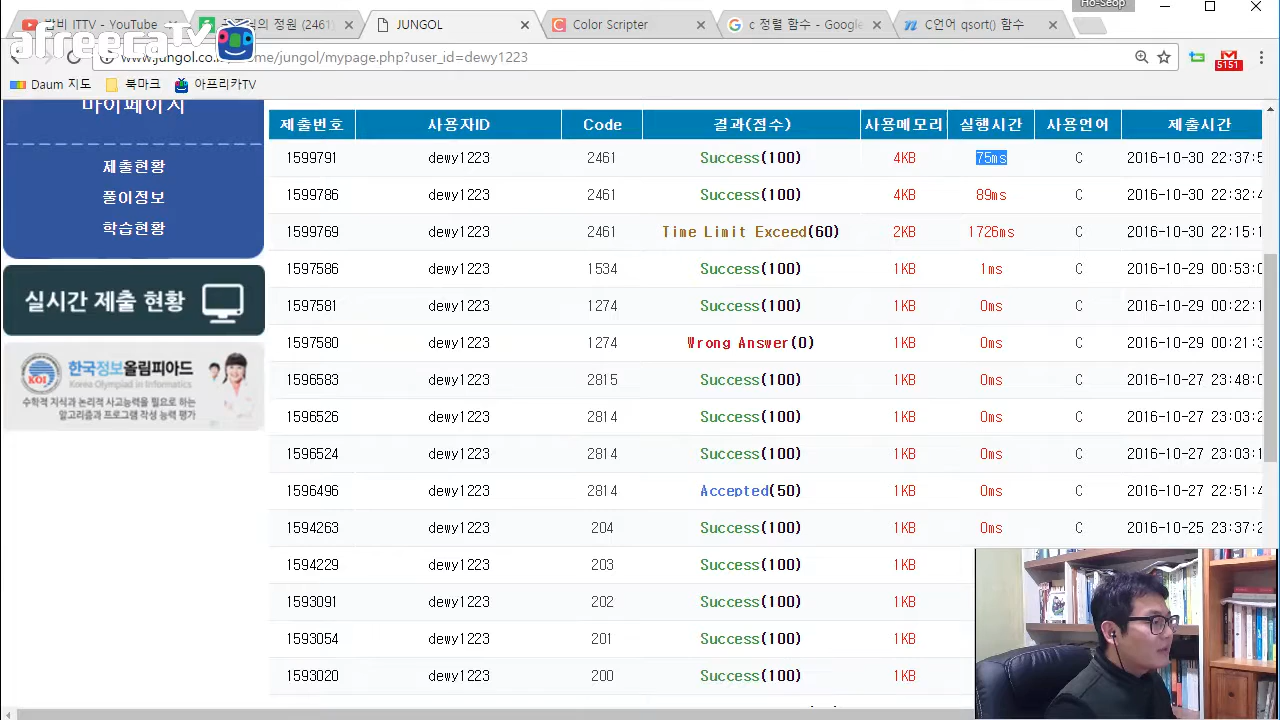 Ho-Seop
깡비 ITTV - YouTube
의 정원 (2461)
JUNGOL
Color Scripter
c 정렬 함수 - Google
C언어 qsort() 함수
afreecaTV
www.jungol.co. me/jungol/mypage.php?user_id=dewy1223
5151
Daum 지도
북마크
아프리카TV
마이페이지
제출현황
풀이정보
학습현황
실시간 제출 현황
KOI
한국정보올림피아드
Korea Olympiad in Informatics
수학적 지식과 논리적 사고능력을 필요로 하는
알고리즘과 프로그램 작성 능력 평가
제출번호 사용자ID Code 결과(점수) 사용메모리 실행시간 사용언어 제출시간
1599791 dewy1223 2461 Success(100) 4KB 75ms C 2016-10-30 22:37:5
1599786 dewy1223 2461 Success(100) 4KB 89ms C 2016-10-30 22:32:4
1599769 dewy1223 2461 Time Limit Exceed(60) 2KB 1726ms C 2016-10-30 22:15:1
1597586 dewy1223 1534 Success(100) 1KB 1ms C 2016-10-29 00:53:0
1597581 dewy1223 1274 Success(100) 1KB 0ms C 2016-10-29 00:22:1
1597580 dewy1223 1274 Wrong Answer(0) 1KB 0ms C 2016-10-29 00:21:3
1596583 dewy1223 2815 Success(100) 1KB 0ms C 2016-10-27 23:48:0
1596526 dewy1223 2814 Success(100) 1KB 0ms C 2016-10-27 23:03:2
1596524 dewy1223 2814 Success(100) 1KB 0ms C 2016-10-27 23:03:1
1596496 dewy1223 2814 Accepted(50) 1KB 0ms C 2016-10-27 22:51:4
1594263 dewy1223 204 Success(100) 1KB 0ms C 2016-10-25 23:37:2
1594229 dewy1223 203 Success(100) 1KB
1593091 dewy1223 202 Success(100) 1KB
1593054 dewy1223 201 Success(100) 1KB
1593020 dewy1223 200 Success(100) 1KB